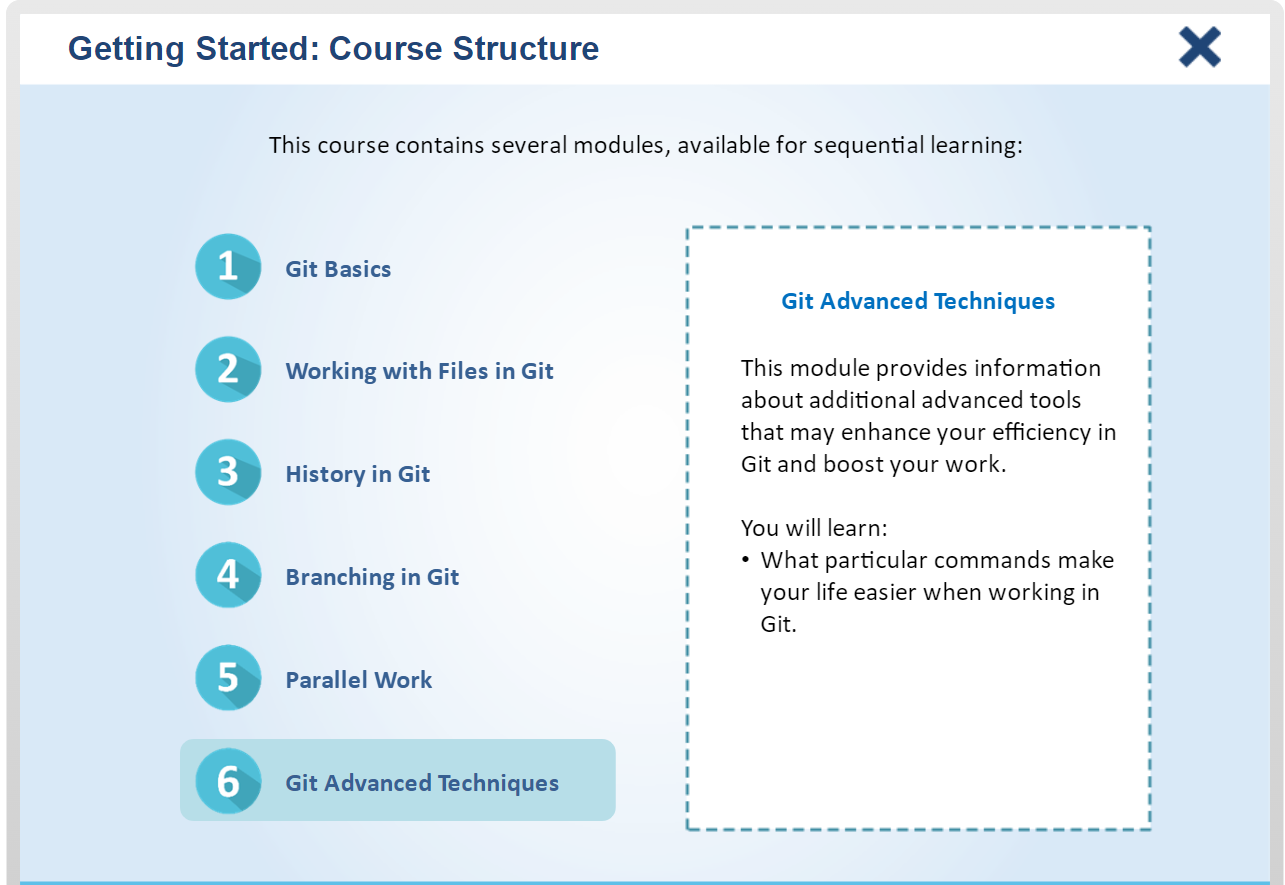 Getting Started: Course Structure
This course contains several modules, available for sequential learning:
1 Git Basics
2 Working with Files in Git
3 History in Git
4 Branching in Git
5 Parallel Work
6 Git Advanced Techniques
Git Advanced Techniques
This module provides information
about additional advanced tools
that may enhance your efficiency in
Git and boost your work.
You will learn:
• What particular commands make
your life easier when working in
Git.